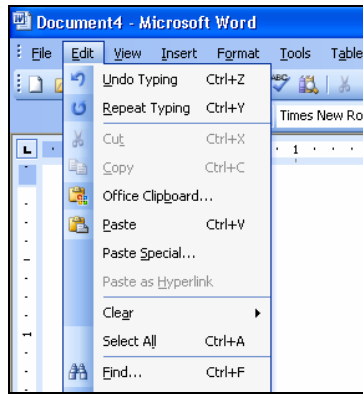 Document4 - Microsoft Word
File Edit View Insert Format Tools Table
Times New Ro
L 1
Undo Typing Ctrl+Z
Repeat Typing Ctrl+Y
Cut Ctrl+X
Copy Ctrl+C
Office Clipboard...
Paste Ctrl+V
Paste Special...
Paste as Hyperlink
Clear
Select All Ctrl+A
Find... Ctrl+F
1